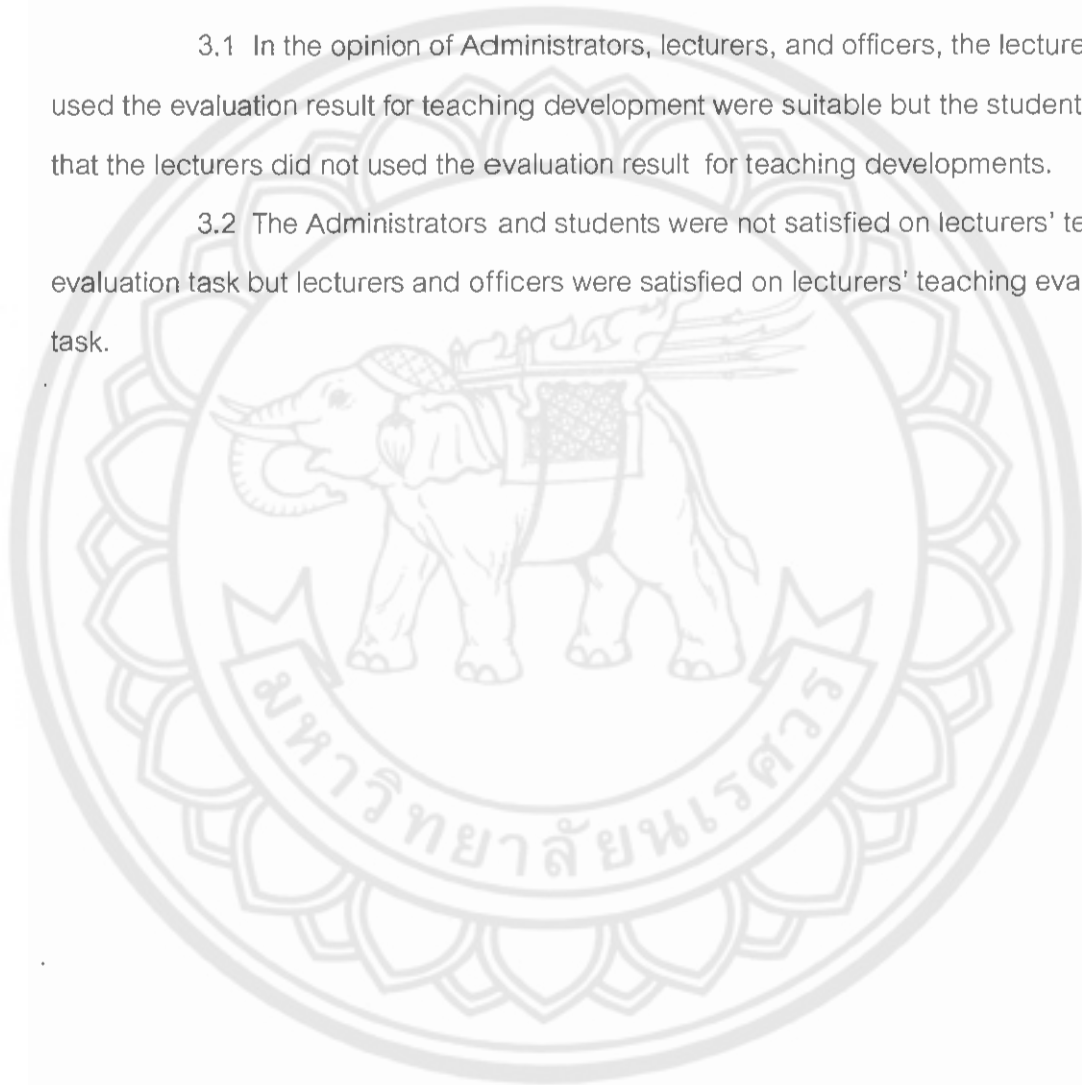 3.1 In the opinion of Administrators, lecturers, and officers, the lecture
used the evaluation result for teaching development were suitable but the student
that the lecturers did not used the evaluation result for teaching developments.
3.2 The Administrators and students were not satisfied on lecturers' te
evaluation task but lecturers and officers were satisfied on lecturers' teaching eva
task.
มหาวิทยาลัยนเรศวร